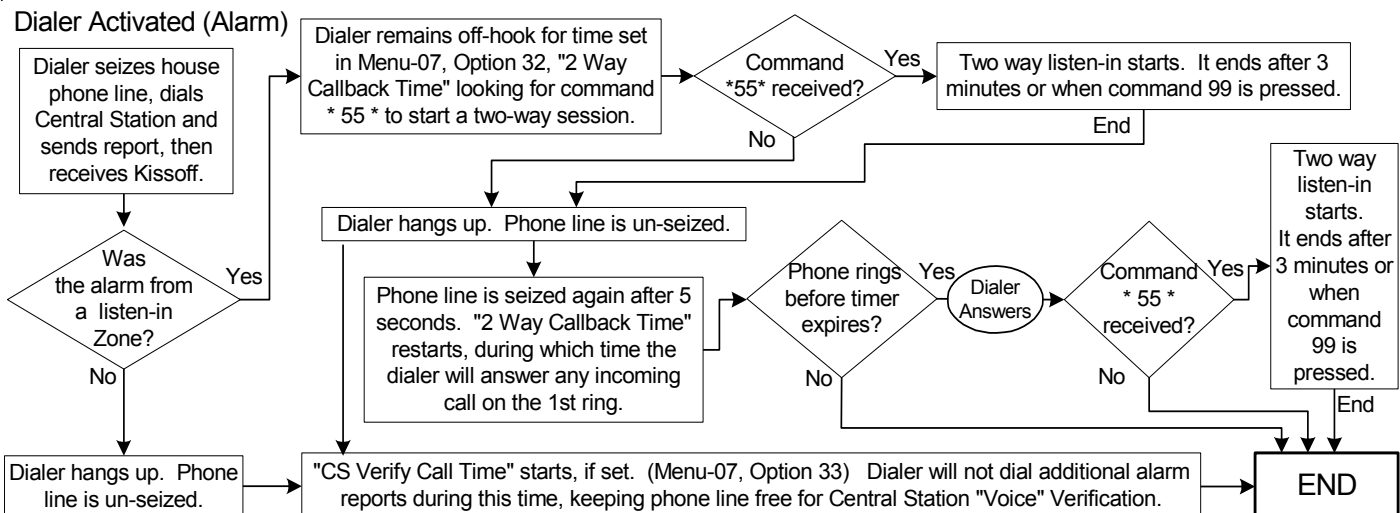 Dialer Activated (Alarm)
Dialer seizes house
phone line, dials
Central Station and
sends report, then
receives Kissoff.
Was
the alarm from
a listen-in
Zone?
Yes
No
Dialer hangs up. Phone
line is un-seized.
Dialer remains off-hook for time set
in Menu-07, Option 32, "2 Way
Callback Time" looking for command
* 55 * to start a two-way session.
Command
*55* received?
Yes
No
Two way listen-in starts. It ends after 3
minutes or when command 99 is pressed.
End
Dialer hangs up. Phone line is un-seized.
Phone line is seized again after 5
seconds. "2 Way Callback Time"
restarts, during which time the
dialer will answer any incoming
call on the 1st ring.
Phone rings
before timer
expires?
Yes
No
Dialer
Answers
Command
* 55 *
received?
Yes
No
Two way
listen-in
starts.
It ends after
3 minutes or
when
command
99 is
pressed.
End
"CS Verify Call Time" starts, if set. (Menu-07, Option 33) Dialer will not dial additional alarm
reports during this time, keeping phone line free for Central Station "Voice" Verification.
END